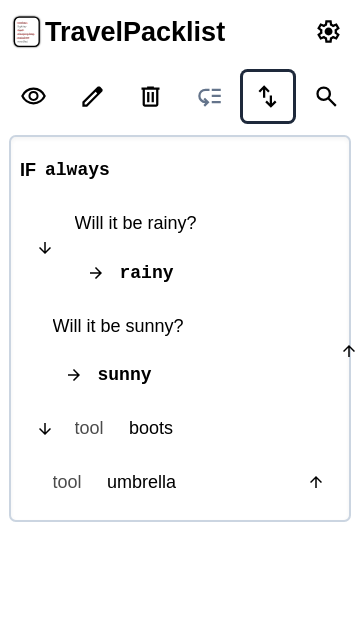 TravelPacklist
IF always
Will it be rainy?
→ rainy
Will it be sunny?
→ sunny
tool boots
tool umbrella